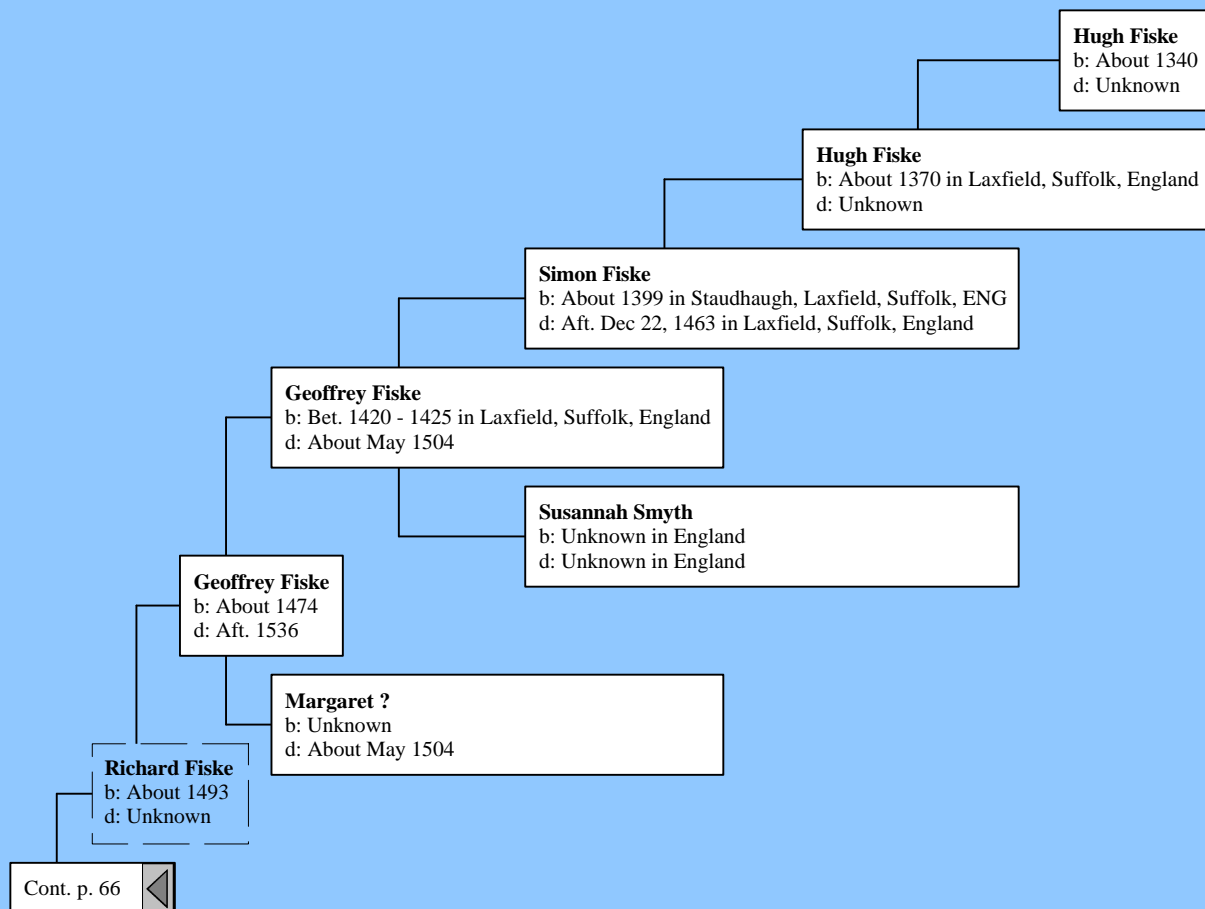 Hugh Fiske
b: About 1340
d: Unknown
Hugh Fiske
b: About 1370 in Laxfield, Suffolk, England
d: Unknown
Simon Fiske
b: About 1399 in Staudhaugh, Laxfield, Suffolk, ENG
d: Aft. Dec 22, 1463 in Laxfield, Suffolk, England
Geoffrey Fiske
b: Bet. 1420 - 1425 in Laxfield, Suffolk, England
d: About May 1504
Susannah Smyth
b: Unknown in England
d: Unknown in England
Geoffrey Fiske
b: About 1474
d: Aft. 1536
Margaret ?
b: Unknown
d: About May 1504
Richard Fiske
b: About 1493
d: Unknown
Cont. p. 66